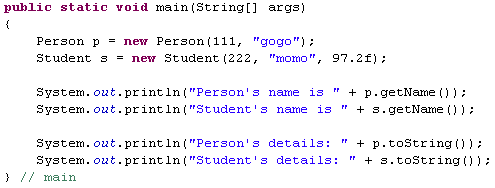 public static void main(String[] args)
{
    Person p = new Person(111, "gogo");
    Student s = new Student(222, "momo", 97.2f);

    System.out.println("Person's name is " + p.getName());
    System.out.println("Student's name is " + s.getName());

    System.out.println("Person's details: " + p.toString());
    System.out.println("Student's details: " + s.toString());
} // main